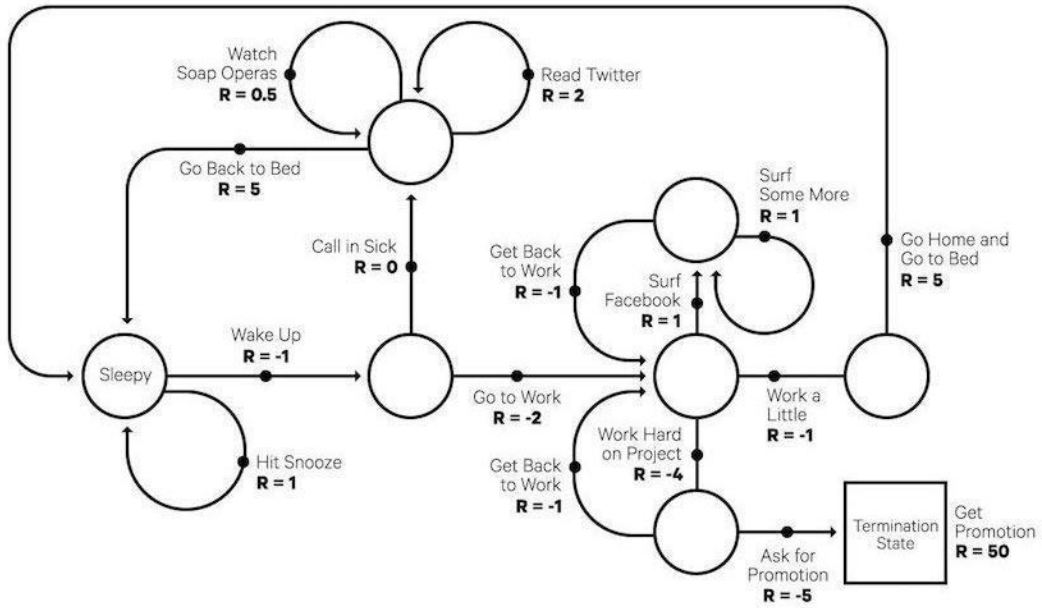 Watch
Soap Operas
R = 0.5
Read Twitter
R = 2
Go Back to Bed
R = 5
Surf
Some More
R = 1
Call in Sick
R = 0
Get Back
to Work
R = -1
Go Home and
Go to Bed
R = 5
Surf
Facebook
R = 1
Wake Up
R = -1
Sleepy
Go to Work
R = -2
Work a
Little
R = -1
Work Hard
on Project
R = -4
Hit Snooze
R = 1
Get Back
to Work
R = -1
Termination
State
Get
Promotion
R = 50
Ask for
Promotion
R = -5